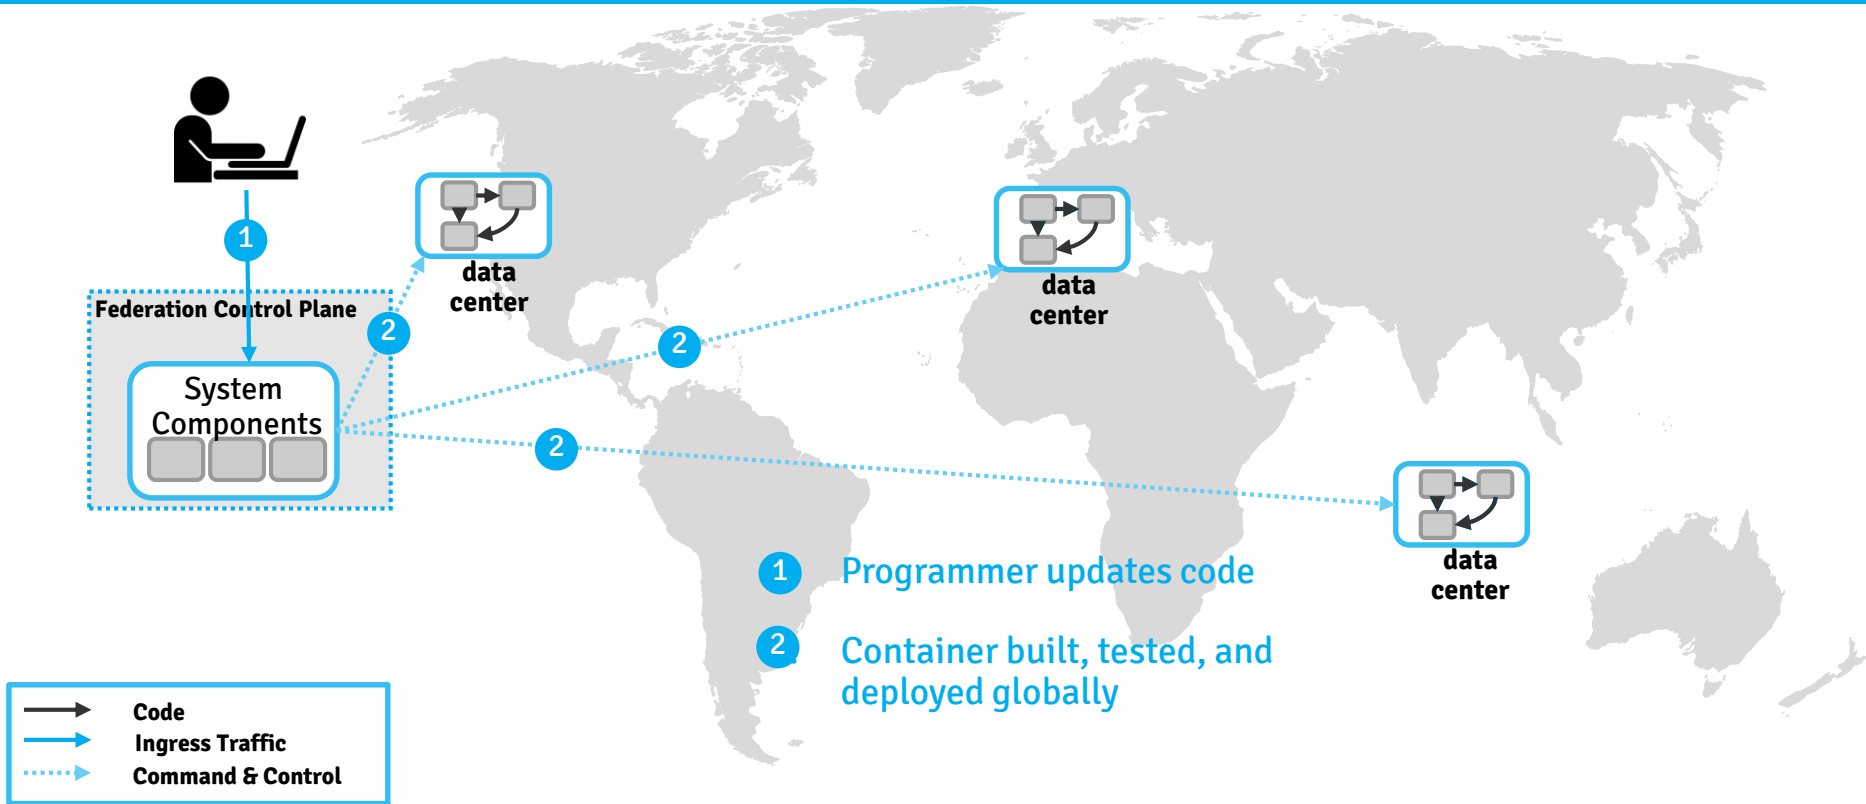 1
Federation Control Plane
2
System
Components
data
center
2
data
center
2
data
center
1 Programmer updates code
2 Container built, tested, and
deployed globally
Code
Ingress Traffic
Command & Control